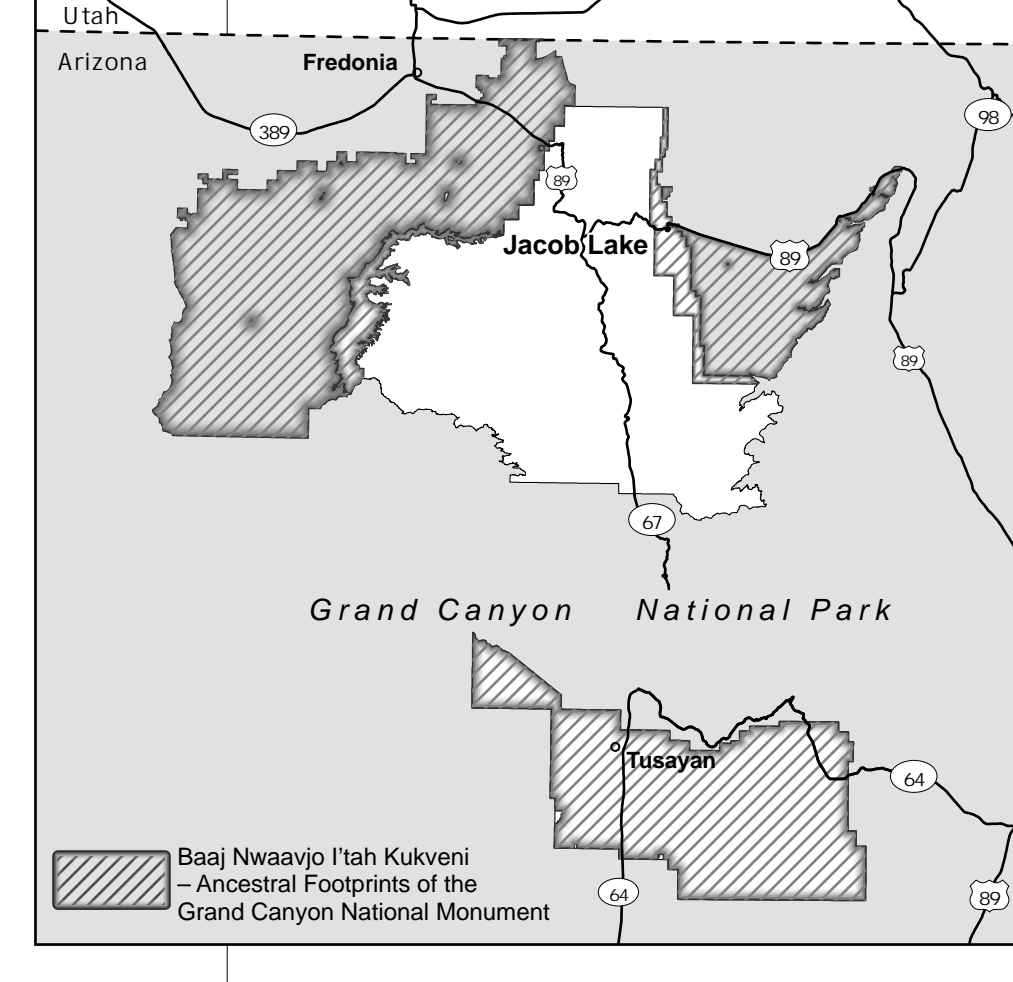 Utah
Arizona
Fredonia
98
389
89
Jacob Lake
89
89
67
Grand Canyon National Park
Tusayan
64
Baaj Nwaavjo I'tah Kukveni
– Ancestral Footprints of the
Grand Canyon National Monument
64
89